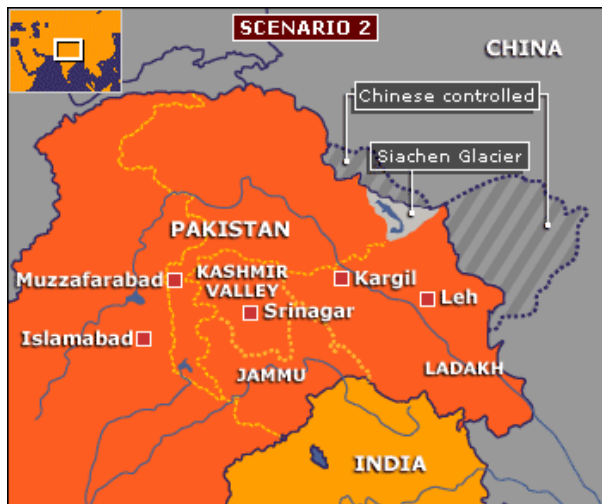 SCENARIO 2
CHINA
Chinese controlled
Siachen Glacier
PAKISTAN
Muzzafarabad
KASHMIR
VALLEY
Kargil
Leh
Srinagar
Islamabad
JAMMU
LADAKH
INDIA